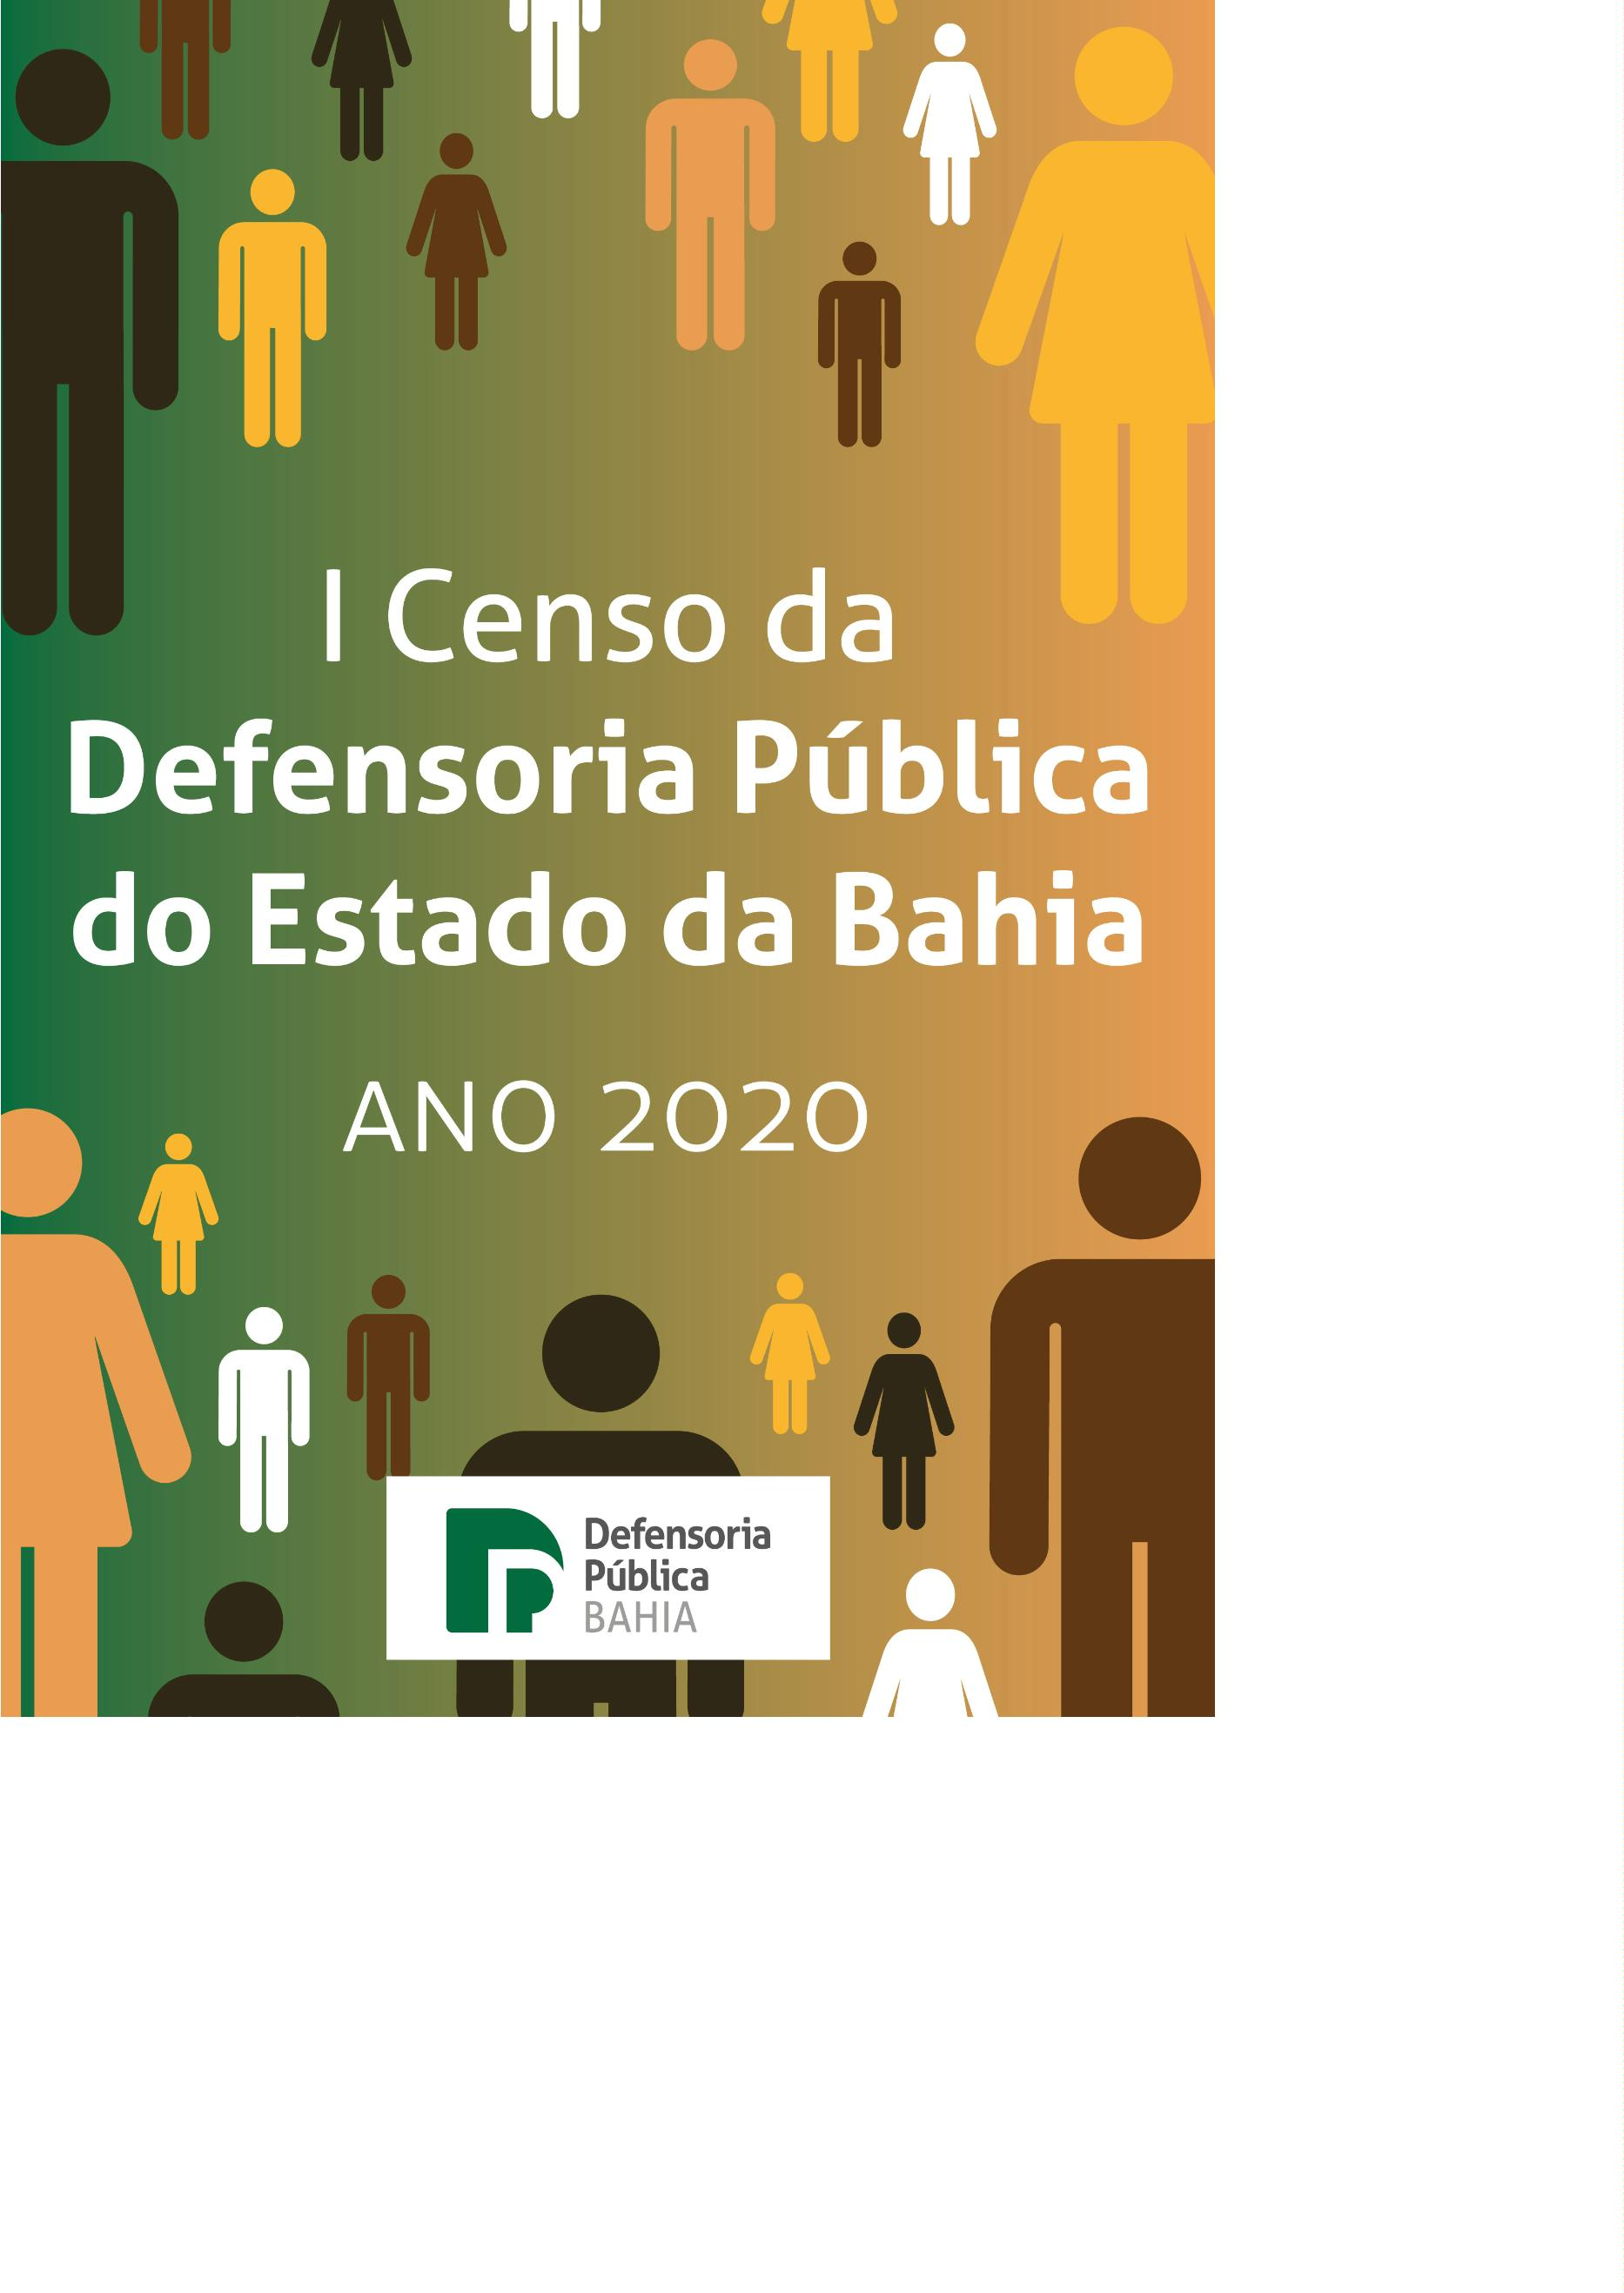 I Censo da
Defensoria Pública
do Estado da Bahia
ANO 2020
Defensoria
Pública
BAHIA